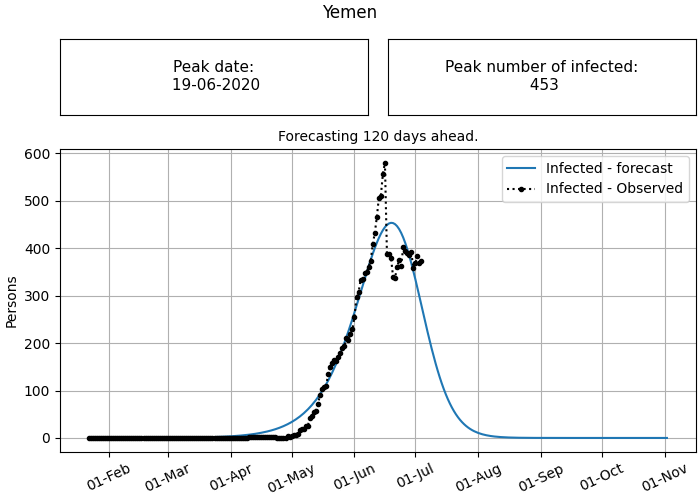 Yemen
Peak date:
19-06-2020
Peak number of infected:
453
Forecasting 120 days ahead.
Infected - forecast
Infected - Observed
Persons
600
500
400
300
200
100
0
01-Feb
01-Mar
01-Apr
01-May
01-Jun
01-Jul
01-Aug
01-Sep
01-Oct
01-Nov